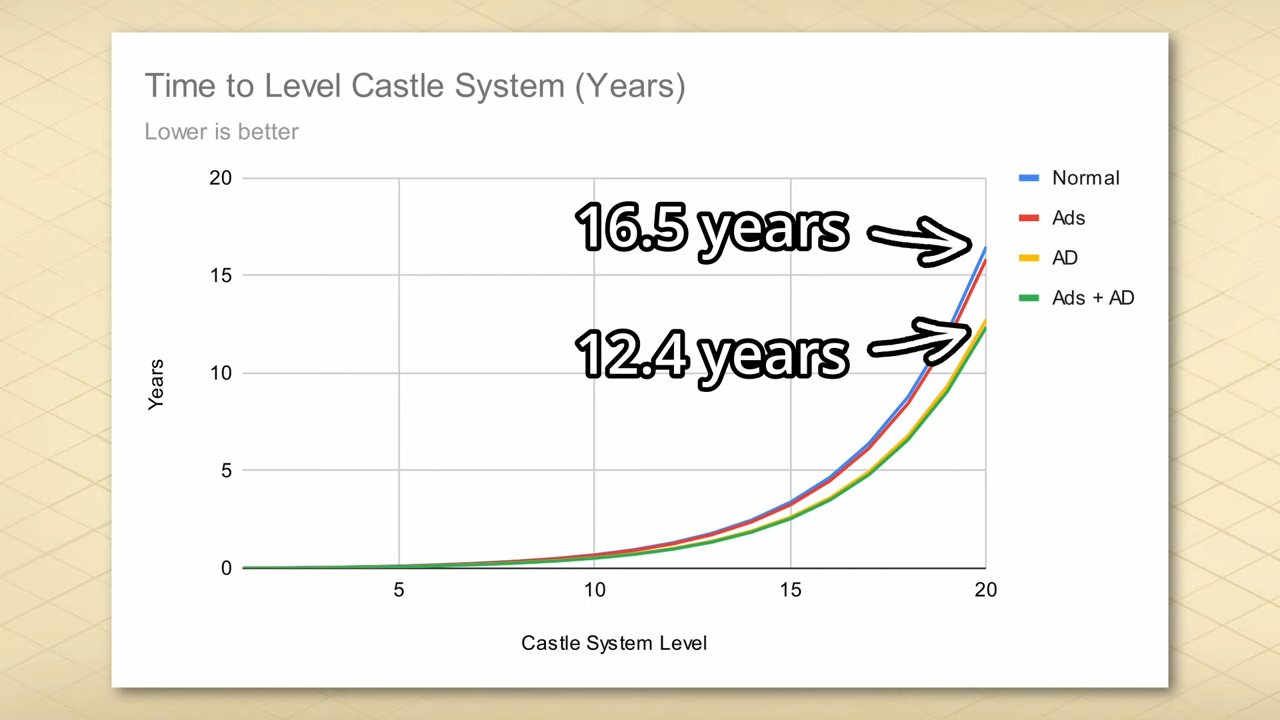 Time to Level Castle System (Years)
Lower is better
20
15
10
5
0
Years
5
10
15
20
Castle System Level
16.5 years
12.4 years
Normal
Ads
AD
Ads + AD